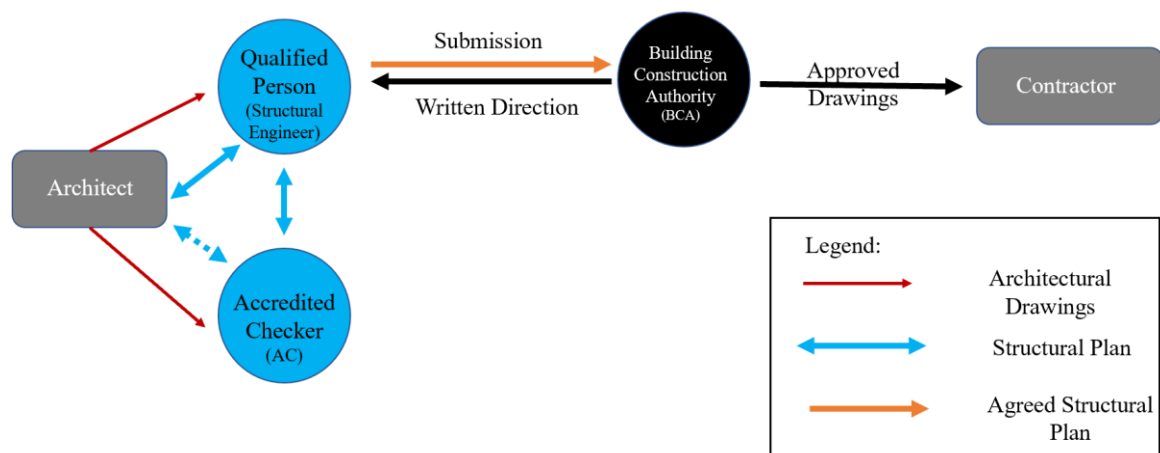 Qualified
Person
(Structural
Engineer)
Submission
Written Direction
Building
Construction
Authority
(BCA)
Approved
Drawings
Contractor
Architect
Accredited
Checker
(AC)
Legend:
Architectural
Drawings
Structural Plan
Agreed Structural
Plan